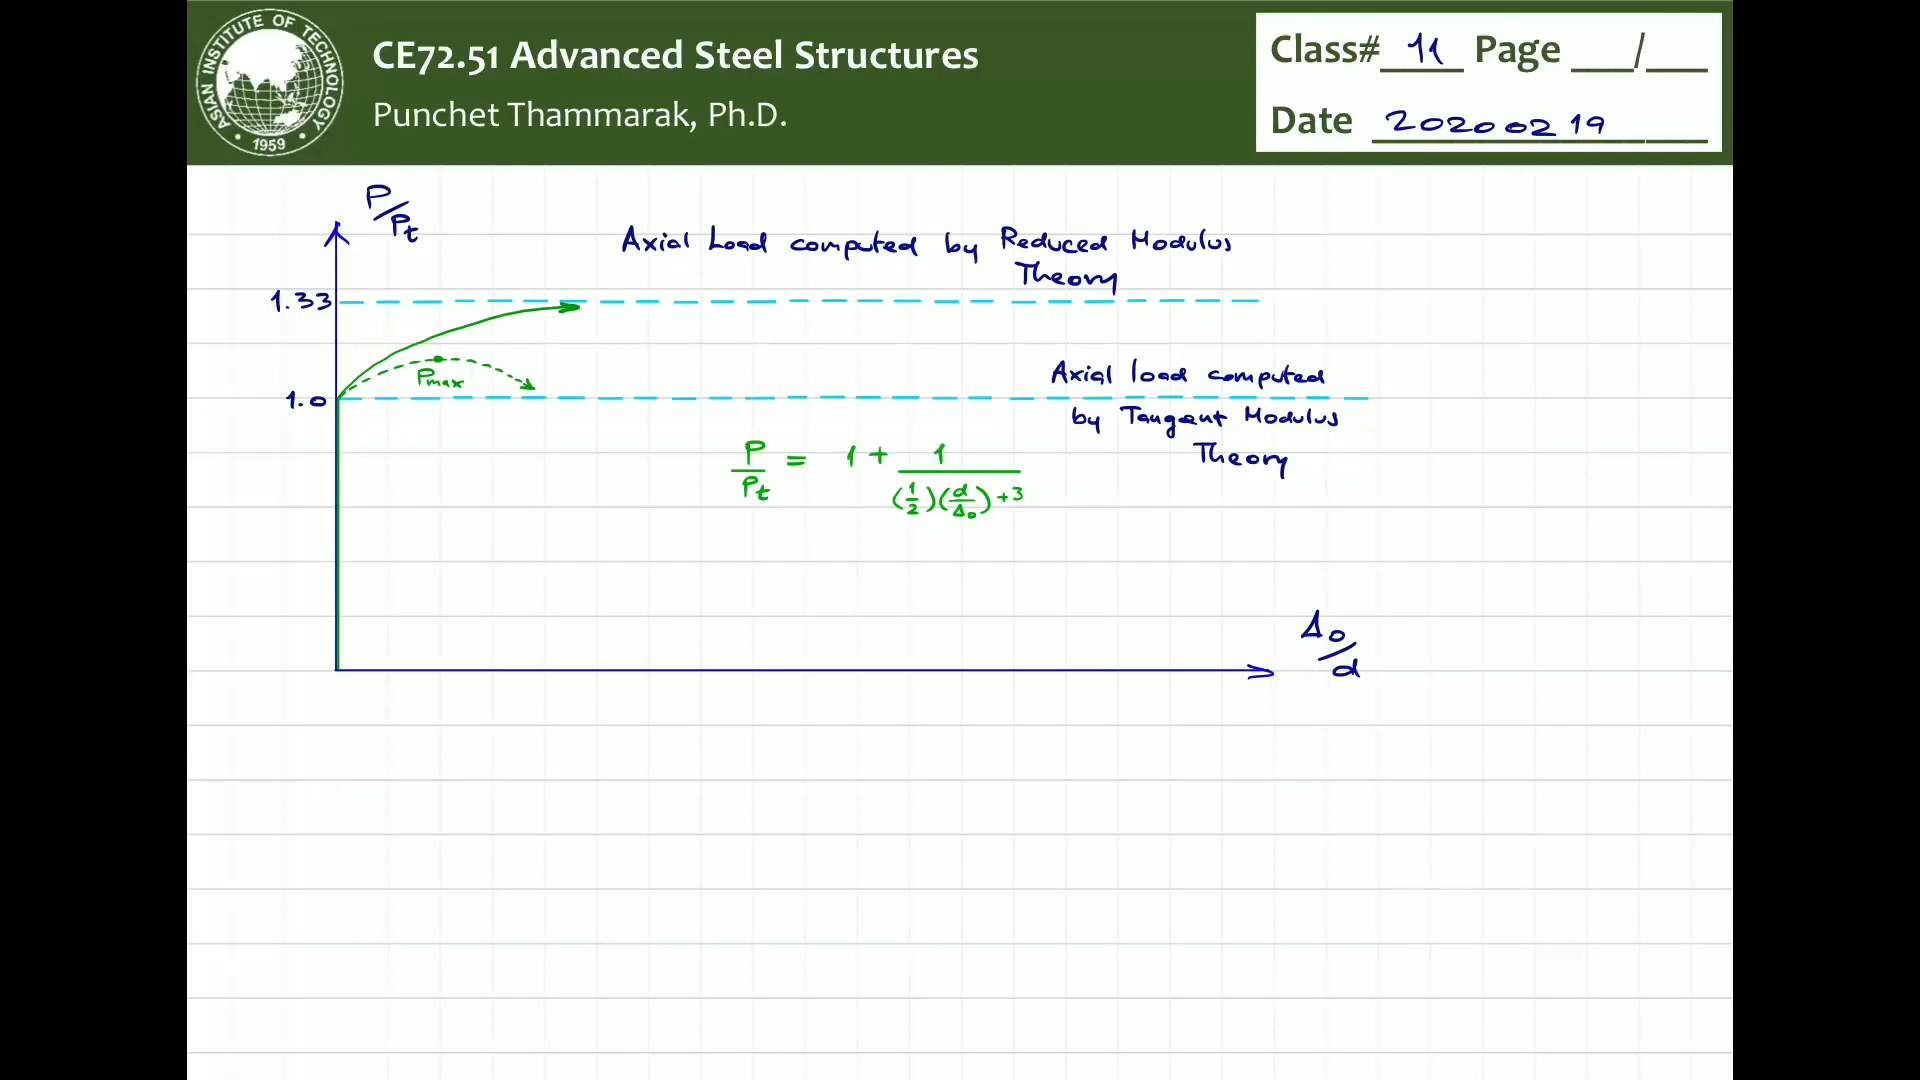 ASIAN INSTITUTE OF TECHNOLOGY
1959
CE72.51 Advanced Steel Structures
Punchet Thammarak, Ph.D.
Class# 11 Page ___/___
Date 20200219
P/Pt
Axial Load computed by Reduced Modulus
Theory
1.33
Pmax
Axial load computed
1.0
by Tangent Modulus
Theory
P/Pt = 1 + 1/((1/2)(d/Δo)+3)
Δo/d